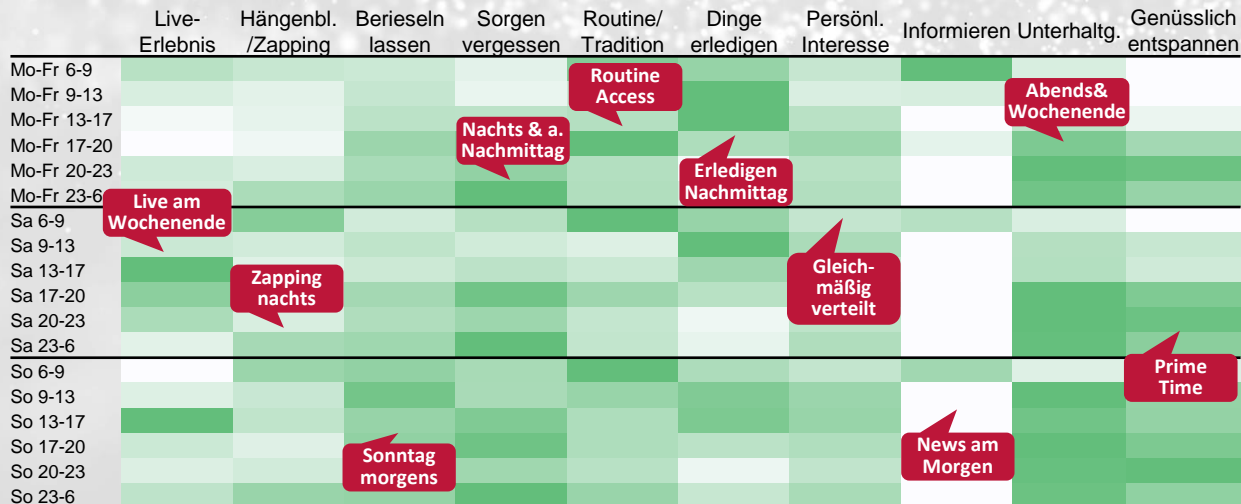 Live-
Erlebnis
Hängenbl.
/Zapping
Berieseln
lassen
Sorgen
vergessen
Routine/
Tradition
Dinge
erledigen
Persönl.
Interesse
Informieren
Unterhaltg.
Genüsslich
entspannen
Mo-Fr 6-9
Mo-Fr 9-13
Mo-Fr 13-17
Mo-Fr 17-20
Mo-Fr 20-23
Mo-Fr 23-6
Sa 6-9
Sa 9-13
Sa 13-17
Sa 17-20
Sa 20-23
Sa 23-6
So 6-9
So 9-13
So 13-17
So 17-20
So 20-23
So 23-6
Routine
Access
Abends&
Wochenende
Nachts & a.
Nachmittag
Erledigen
Nachmittag
Live am
Wochenende
Zapping
nachts
Gleich-
mäßig
verteilt
Prime
Time
Sonntag
morgens
News am
Morgen